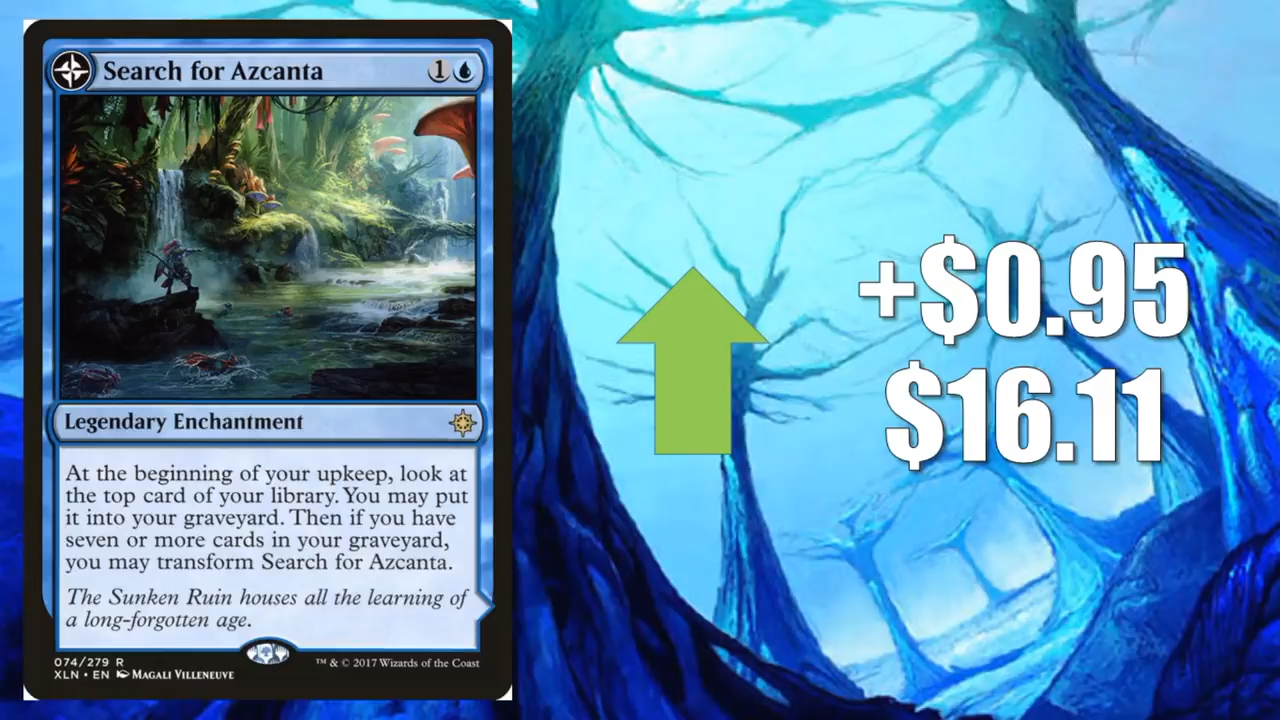 Search for Azcanta 1
Legendary Enchantment
At the beginning of your upkeep, look at
the top card of your library. You may put
it into your graveyard. Then if you have
seven or more cards in your graveyard,
you may transform Search for Azcanta.
The Sunken Ruin houses all the learning of
a long-forgotten age.
074/279 R
XLN • EN Magali Villeneuve
™ & © 2017 Wizards of the Coast
+$0.95
$16.11